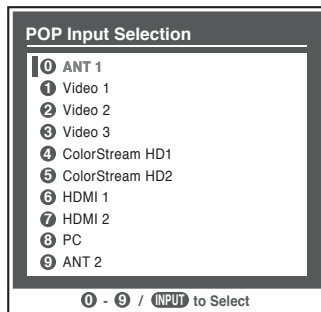 POP Input Selection
0 ANT 1
1 Video 1
2 Video 2
3 Video 3
4 ColorStream HD1
5 ColorStream HD2
6 HDMI 1
7 HDMI 2
8 PC
9 ANT 2
0 - 9 / INPUT to Select